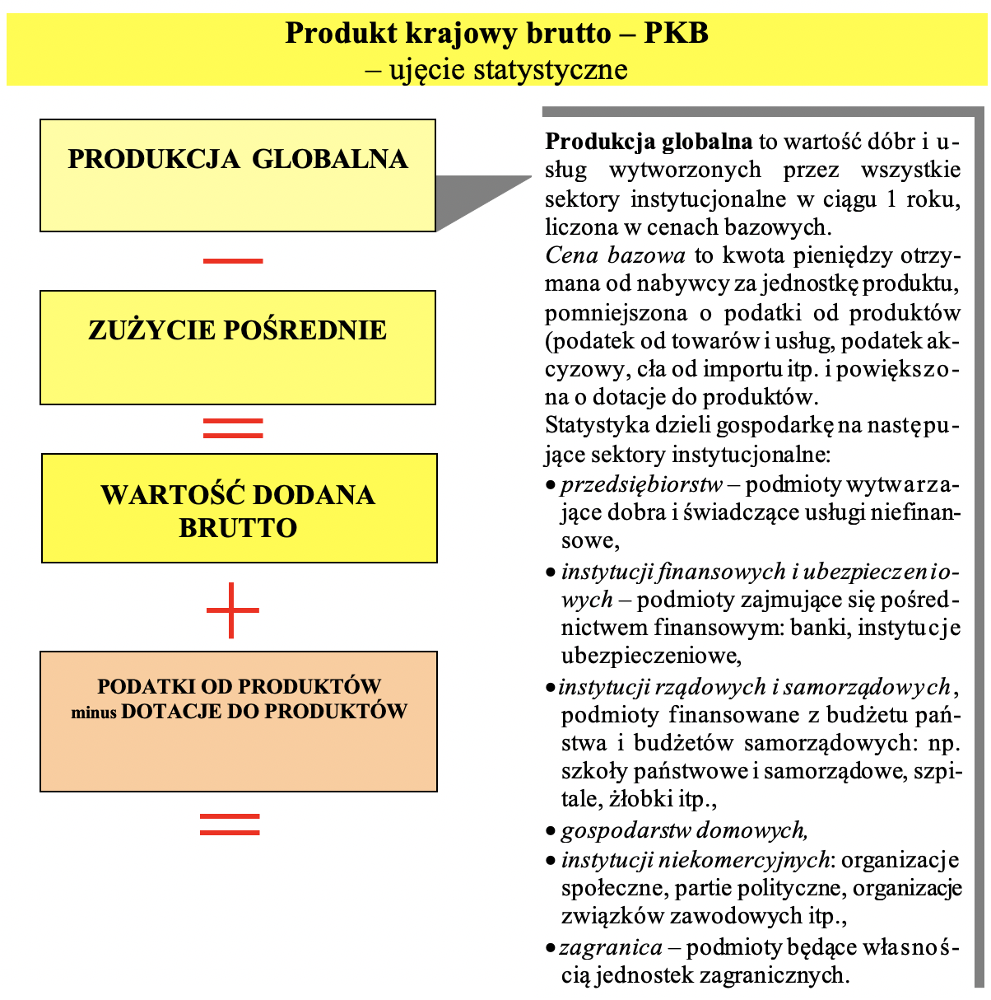 Produkt krajowy brutto – PKB
– ujęcie statystyczne
PRODUKCJA GLOBALNA
ZUŻYCIE POŚREDNIE
WARTOŚĆ DODANA
BRUTTO
PODATKI OD PRODUKTÓW
minus DOTACJE DO PRODUKTÓW
Produkcja globalna to wartość dóbr i u-
sług wytworzonych przez wszystkie
sektory instytucjonalne w ciągu 1 roku,
liczona w cenach bazowych.
Cena bazowa to kwota pieniędzy otrzy-
mana od nabywcy za jednostkę produktu,
pomniejszona o podatki od produktów
(podatek od towarów i usług, podatek ak-
cyzowy, cła od importu itp. i powiększo-
na o dotacje do produktów.
Statystyka dzieli gospodarkę na następu-
jące sektory instytucjonalne:
• przedsiębiorstw – podmioty wytwarza-
jące dobra i świadczące usługi niefinan-
sowe,
• instytucji finansowych i ubezpieczenio-
wych – podmioty zajmujące się pośred-
nictwem finansowym: banki, instytucje
ubezpieczeniowe,
• instytucji rządowych i samorządowych,
podmioty finansowane z budżetu pań-
stwa i budżetów samorządowych: np.
szkoły państwowe i samorządowe, szpi-
tale, żłobki itp.,
• gospodarstw domowych,
• instytucji niekomercyjnych: organizacje
społeczne, partie polityczne, organizacje
związków zawodowych itp.,
• zagranica – podmioty będące własnoś-
cią jednostek zagranicznych.